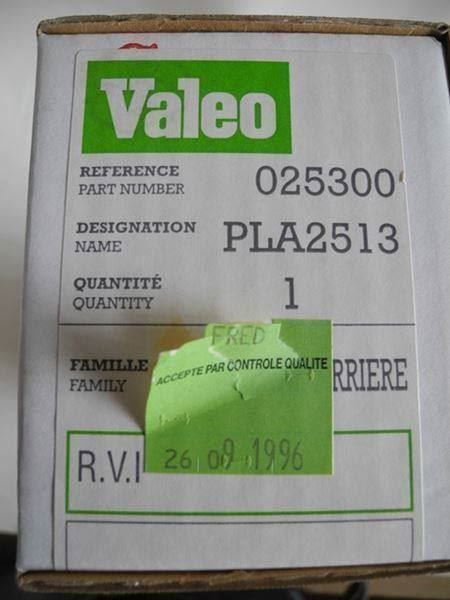 Valeo
REFERENCE
PART NUMBER
025300
DESIGNATION
NAME
PLA2513
QUANTITÉ
QUANTITY
1
FRED
FAMILLE
FAMILY
ACCEPTE PAR CONTROLE QUALITE
RRIERE
R.V.I
26 09 1996